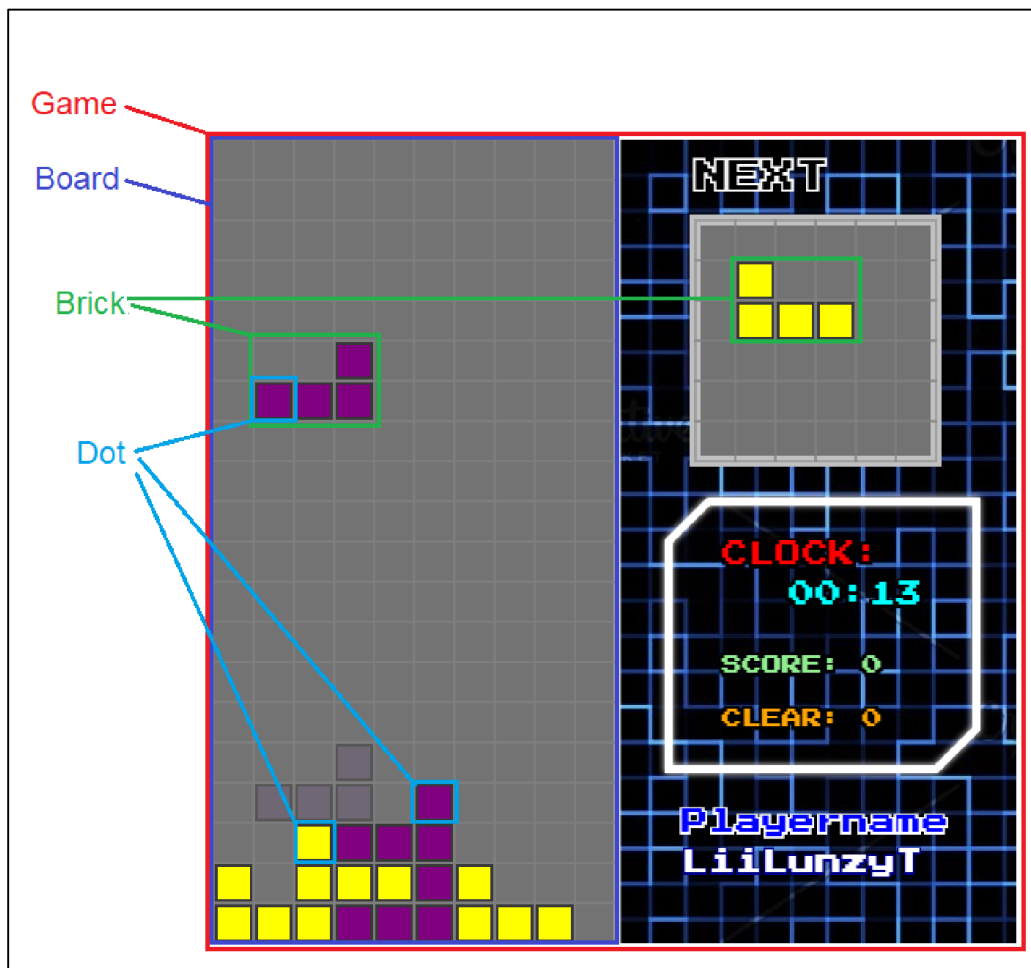 Game
Board
Brick
Dot
NEXT
CLOCK:
00:13
SCORE: 0
CLEAR: 0
Playername
LiiLunzyT